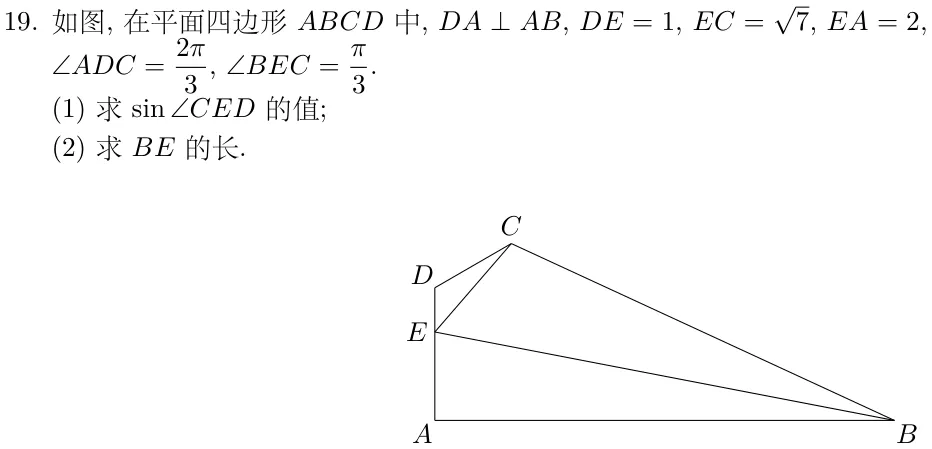 19. 如图, 在平面四边形 ABCD 中, DA ⊥ AB, DE = 1, EC = √7, EA = 2,
∠ADC = 2π/3, ∠BEC = π/3.
(1) 求 sin ∠CED 的值;
(2) 求 BE 的长.
C
D
E
A
B